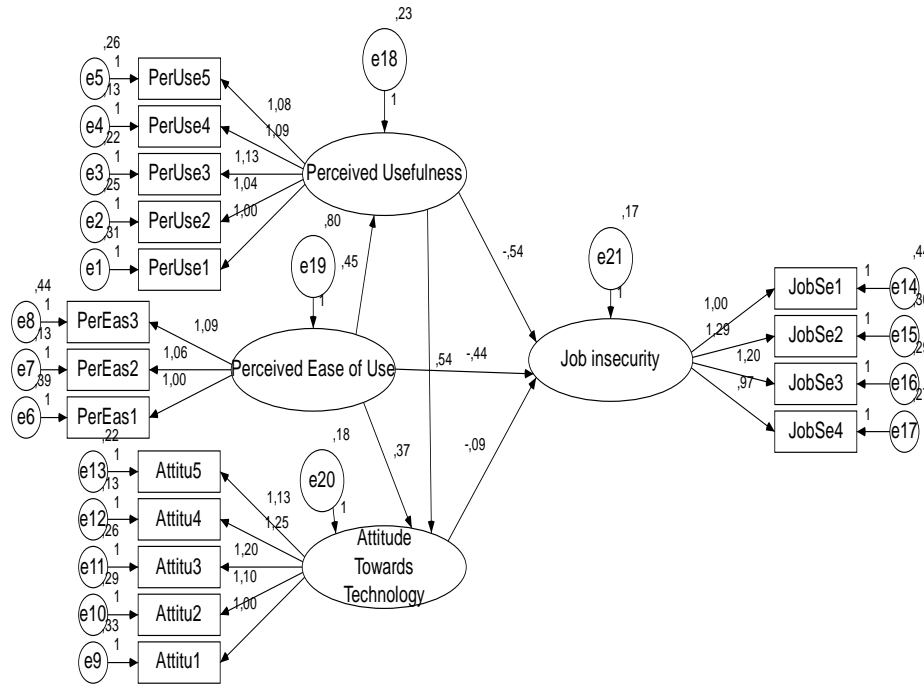 ,23
,26
e18
e5
1
PerUse5
,13
1
1,08
e4
1
PerUse4
1,09
,22
e3
1
PerUse3
1,13
Perceived Usefulness
,25
1,04
e2
1
PerUse2
1,00
,31
e1
1
PerUse1
,80
e19
,45
1
-,54
,17
e21
1
,44
e8
1
PerEas3
1,09
,13
e7
1
PerEas2
1,06
Perceived Ease of Use
,39
1,00
e6
1
PerEas1
,54
-,44
Job insecurity
1,00
JobSe1
1
e14
1,29
JobSe2
1
e15
1,20
JobSe3
1
e16
,97
JobSe4
1
,27
e17
,18
,37
-,09
e20
1
,22
e13
1
Attitu5
1,13
,13
e12
1
Attitu4
1,25
,26
e11
1
Attitu3
1,20
Attitude
Towards
Technology
,29
1,10
e10
1
Attitu2
1,00
,33
e9
1
Attitu1